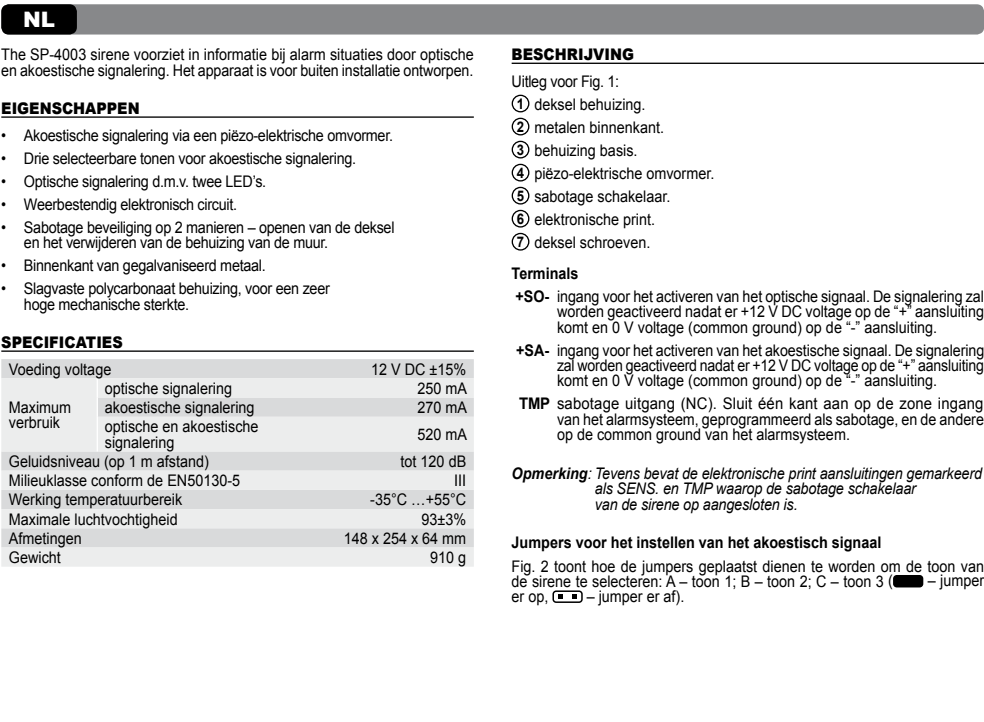 NL
The SP-4003 sirene voorziet in informatie bij alarm situaties door optische
en akoestische signalering. Het apparaat is voor buiten installatie ontworpen.
EIGENSCHAPPEN
• Akoestische signalering via een piëzo-elektrische omvormer.
• Drie selecteerbare tonen voor akoestische signalering.
• Optische signalering d.m.v. twee LED's.
• Weerbestendig elektronisch circuit.
• Sabotage beveiliging op 2 manieren – openen van de deksel
en het verwijderen van de behuizing van de muur.
• Binnenkant van gegalvaniseerd metaal.
• Slagvaste polycarbonaat behuizing, voor een zeer
hoge mechanische sterkte.
SPECIFICATIES
Voeding voltage 12 V DC ±15%
Maximum verbruik
optische signalering 250 mA
akoestische signalering 270 mA
optische en akoestische
signalering 520 mA
Geluidsniveau (op 1 m afstand) tot 120 dB
Milieuklasse conform de EN50130-5 III
Werking temperatuurbereik -35°C …+55°C
Maximale luchtvochtigheid 93±3%
Afmetingen 148 x 254 x 64 mm
Gewicht 910 g
BESCHRIJVING
Uitleg voor Fig. 1:
① deksel behuizing.
② metalen binnenkant.
③ behuizing basis.
④ piëzo-elektrische omvormer.
⑤ sabotage schakelaar.
⑥ elektronische print.
⑦ deksel schroeven.
Terminals
+SO- ingang voor het activeren van het optische signaal. De signalering zal
worden geactiveerd nadat er +12 V DC voltage op de “+” aansluiting
komt en 0 V voltage (common ground) op de “-” aansluiting.
+SA- ingang voor het activeren van het akoestische signaal. De signalering
zal worden geactiveerd nadat er +12 V DC voltage op de “+” aansluiting
komt en 0 V voltage (common ground) op de “-” aansluiting.
TMP sabotage uitgang (NC). Sluit één kant aan op de zone ingang
van het alarmsysteem, geprogrammeerd als sabotage, en de andere
op de common ground van het alarmsysteem.
Opmerking: Tevens bevat de elektronische print aansluitingen gemarkeerd
als SENS. en TMP waarop de sabotage schakelaar
van de sirene op aangesloten is.
Jumpers voor het instellen van het akoestisch signaal
Fig. 2 toont hoe de jumpers geplaatst dienen te worden om de toon van
de sirene te selecteren: A – toon 1; B – toon 2; C – toon 3 ( – jumper
er op, – jumper er af).